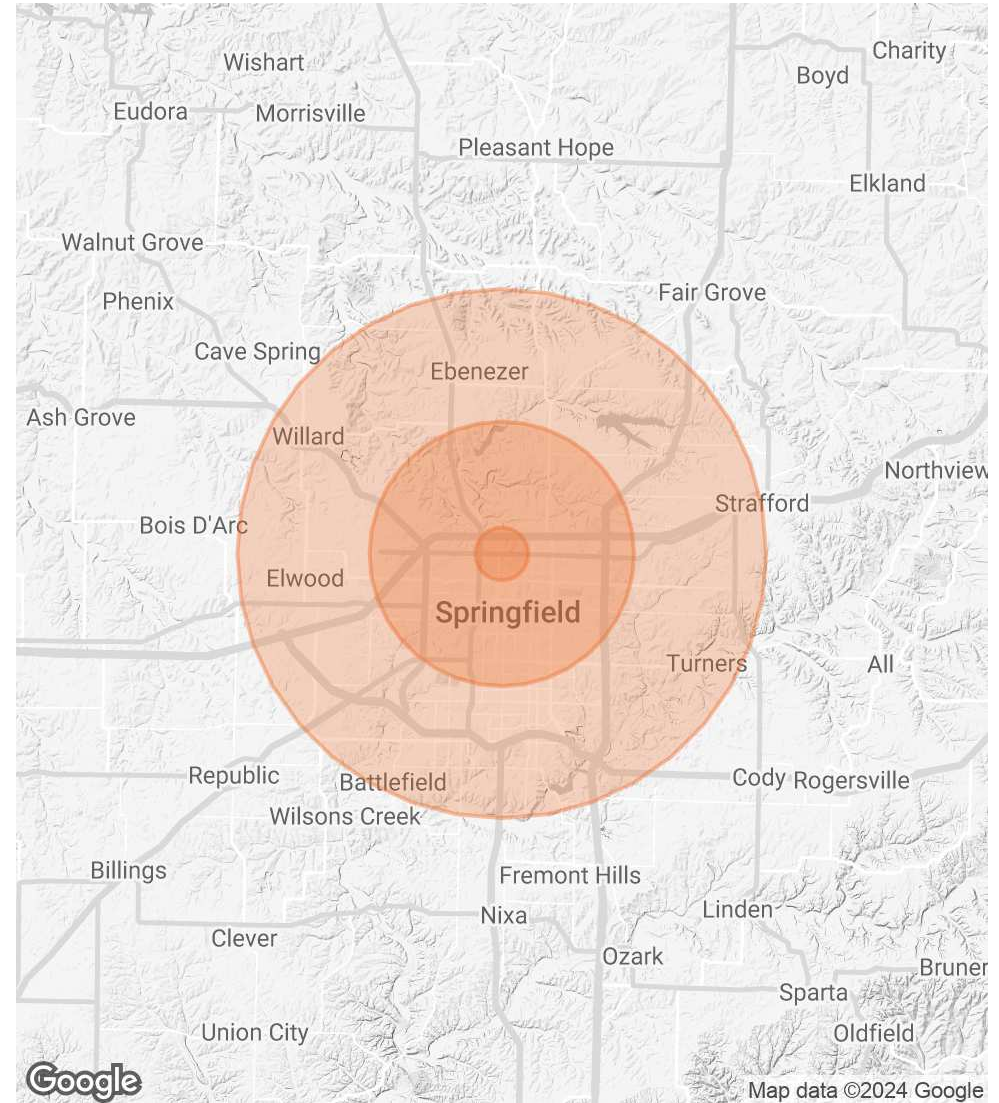 Charity
Wishart
Boyd
Eudora
Morrisville
Pleasant Hope
Elkland
Walnut Grove
Fair Grove
Phenix
Cave Spring
Ebenezer
Ash Grove
Willard
Northview
Strafford
Bois D'Arc
Elwood
Springfield
Turners
All
Republic
Battlefield
Cody
Rogersville
Wilsons Creek
Billings
Fremont Hills
Linden
Nixa
Clever
Ozark
Bruner
Sparta
Union City
Oldfield
Google
Map data ©2024 Google